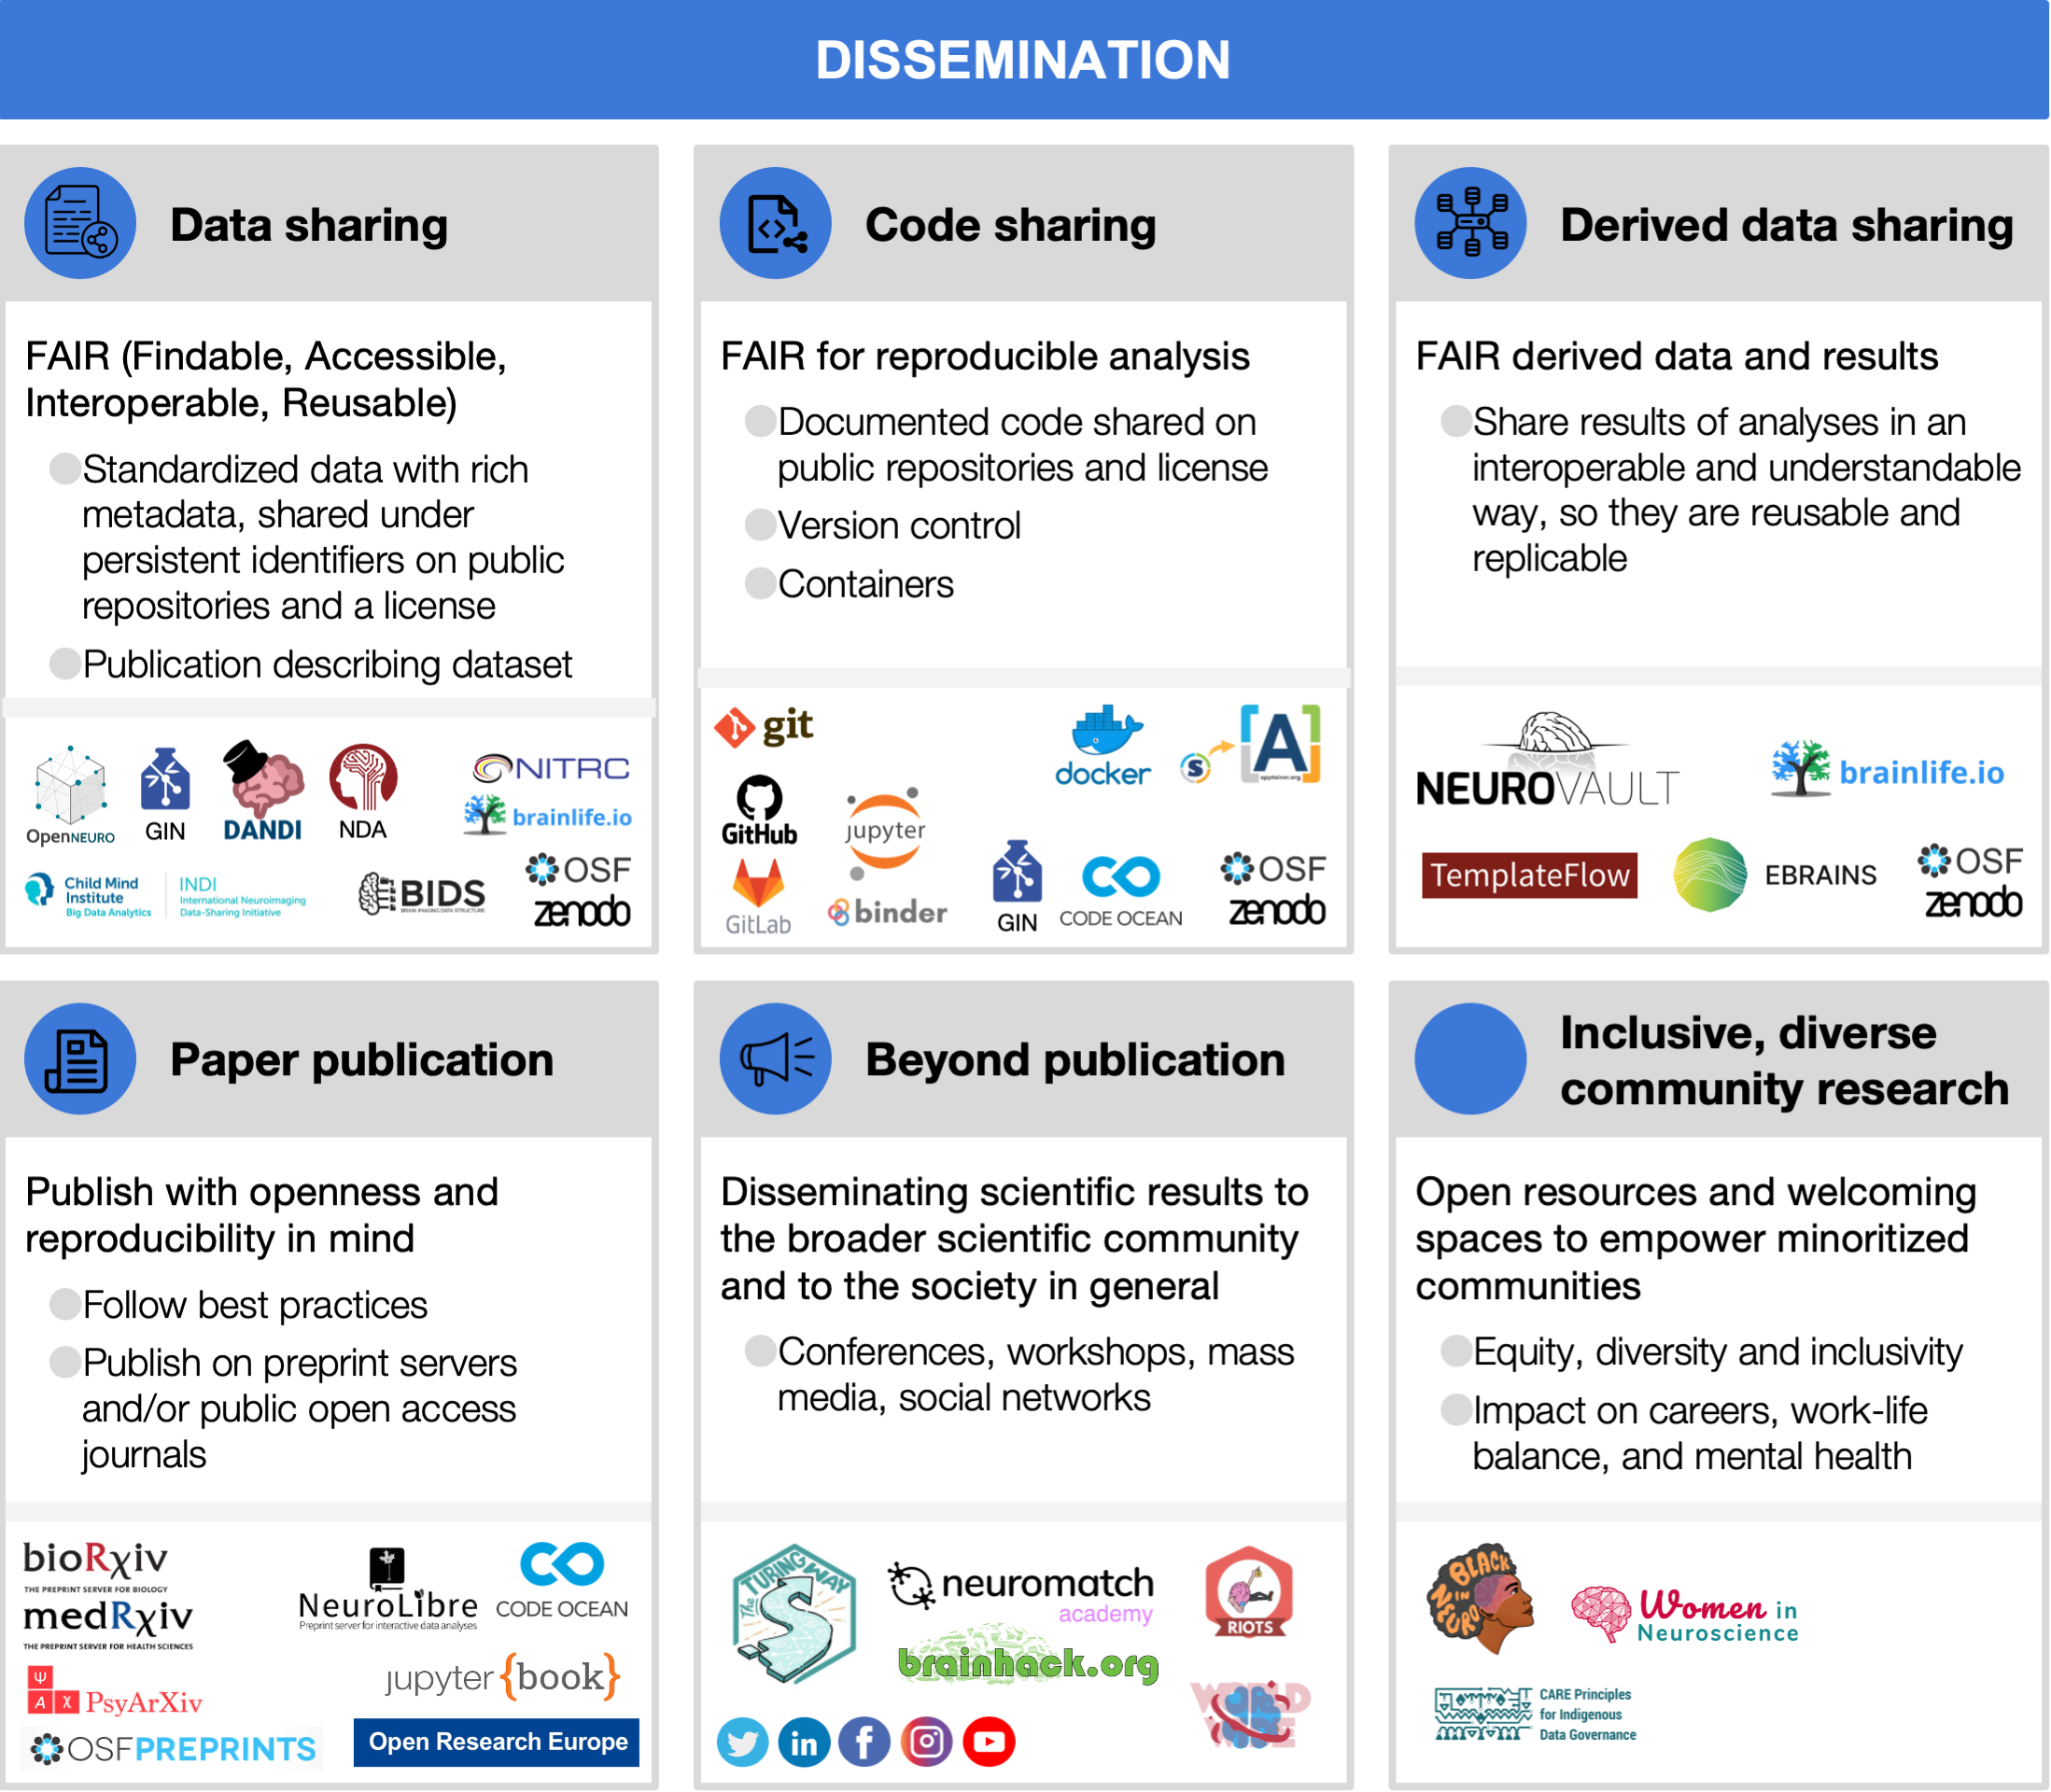 DISSEMINATION
Data sharing
FAIR (Findable, Accessible,
Interoperable, Reusable)
Standardized data with rich
metadata, shared under
persistent identifiers on public
repositories and a license
Publication describing dataset
OpenNEURO
GIN
DANDI
NDA
NITRC
brainlife.io
Child Mind
Institute
Big Data Analytics
INDI
International Neuroimaging
Data-Sharing Initiative
BIDS
BRAIN IMAGING DATA STRUCTURE
OSF
zenodo
Code sharing
FAIR for reproducible analysis
Documented code shared on
public repositories and license
Version control
Containers
git
GitHub
GitLab
jupyter
binder
docker
S
A
apptainer.org
GIN
CODE OCEAN
OSF
zenodo
Derived data sharing
FAIR derived data and results
Share results of analyses in an
interoperable and understandable
way, so they are reusable and
replicable
NEUROVAULT
brainlife.io
TemplateFlow
EBRAINS
OSF
zenodo
Paper publication
Publish with openness and
reproducibility in mind
Follow best practices
Publish on preprint servers
and/or public open access
journals
bioRχiv
THE PREPRINT SERVER FOR BIOLOGY
medRχiv
THE PREPRINT SERVER FOR HEALTH SCIENCES
Ψ
A χ PsyArXiv
OSFPREPRINTS
NeuroLibre
Preprint server for interactive data analyses
CODE OCEAN
jupyter {book}
Open Research Europe
Beyond publication
Disseminating scientific results to
the broader scientific community
and to the society in general
Conferences, workshops, mass
media, social networks
The TURING WAY
neuromatch
academy
brainhack.org
RIOTS
WORLD
WIDE
in
f
Inclusive, diverse
community research
Open resources and welcoming
spaces to empower minoritized
communities
Equity, diversity and inclusivity
Impact on careers, work-life
balance, and mental health
BLACK
IN
NEURO
Women in
Neuroscience
CARE Principles
for Indigenous
Data Governance